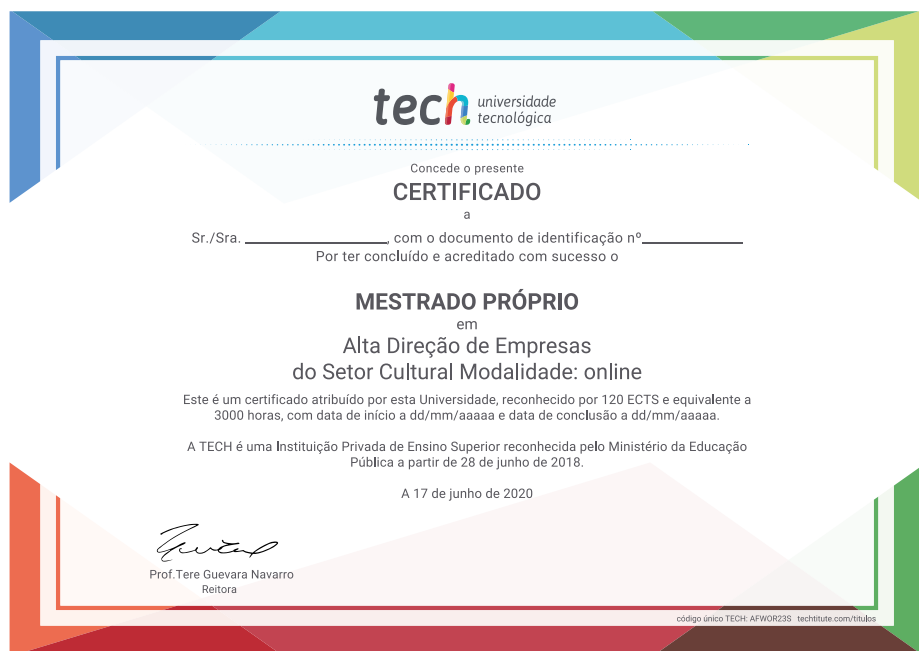 tech universidade
tecnológica
Concede o presente
CERTIFICADO
a
Sr./Sra. ________________, com o documento de identificação nº___________
Por ter concluído e acreditado com sucesso o
MESTRADO PRÓPRIO
em
Alta Direção de Empresas
do Setor Cultural Modalidade: online
Este é um certificado atribuído por esta Universidade, reconhecido por 120 ECTS e equivalente a
3000 horas, com data de início a dd/mm/aaaaa e data de conclusão a dd/mm/aaaaa.
A TECH é uma Instituição Privada de Ensino Superior reconhecida pelo Ministério da Educação
Pública a partir de 28 de junho de 2018.
A 17 de junho de 2020
Prof.Tere Guevara Navarro
Reitora
código único TECH: AFWOR23S techtitute.com/titulos